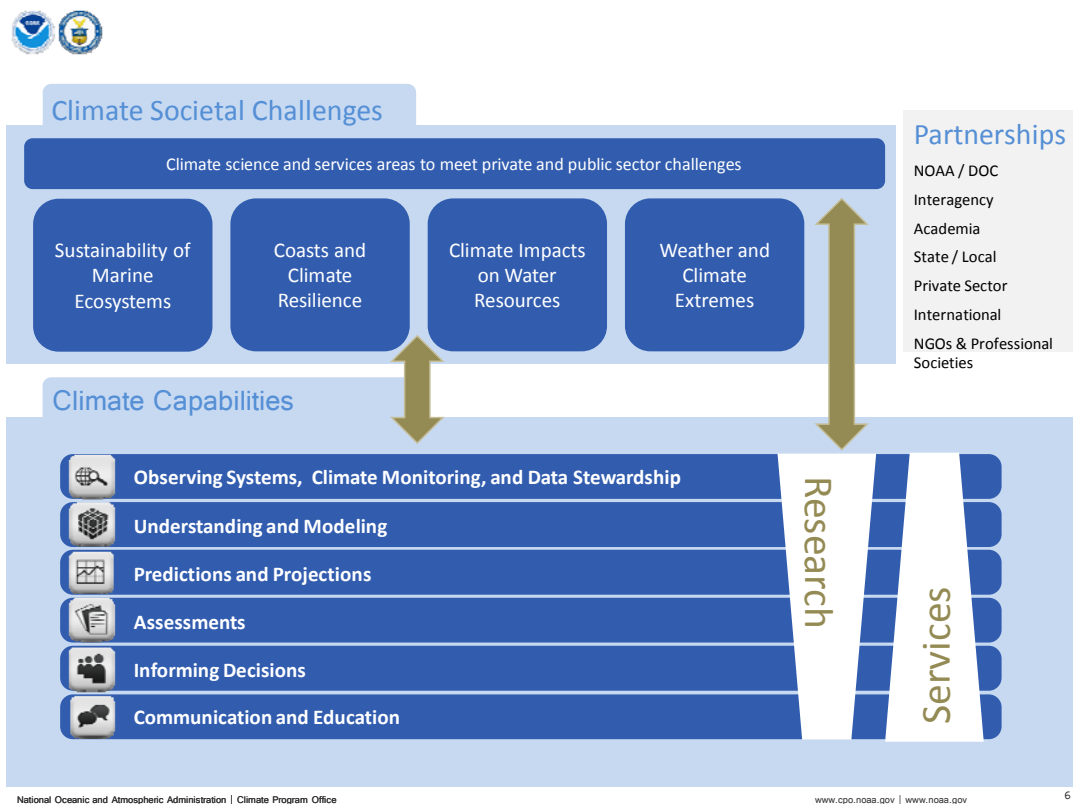 NOAA
Climate Societal Challenges
Climate science and services areas to meet private and public sector challenges
Sustainability of
Marine
Ecosystems
Coasts and
Climate
Resilience
Climate Impacts
on Water
Resources
Weather and
Climate
Extremes
Partnerships
NOAA / DOC
Interagency
Academia
State / Local
Private Sector
International
NGOs & Professional
Societies
Climate Capabilities
Observing Systems, Climate Monitoring, and Data Stewardship
Understanding and Modeling
Predictions and Projections
Assessments
Informing Decisions
Communication and Education
Research
Services
National Oceanic and Atmospheric Administration | Climate Program Office
www.cpo.noaa.gov | www.noaa.gov
6